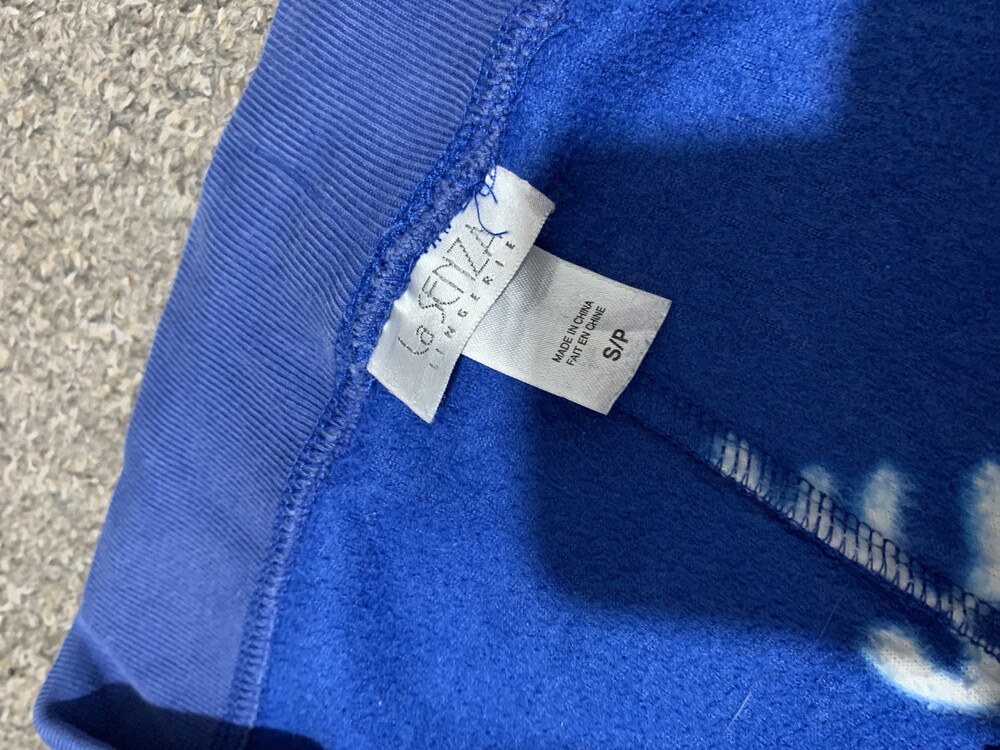 La SENZA
LINGERIE
MADE IN CHINA
FAIT EN CHINE
S/P